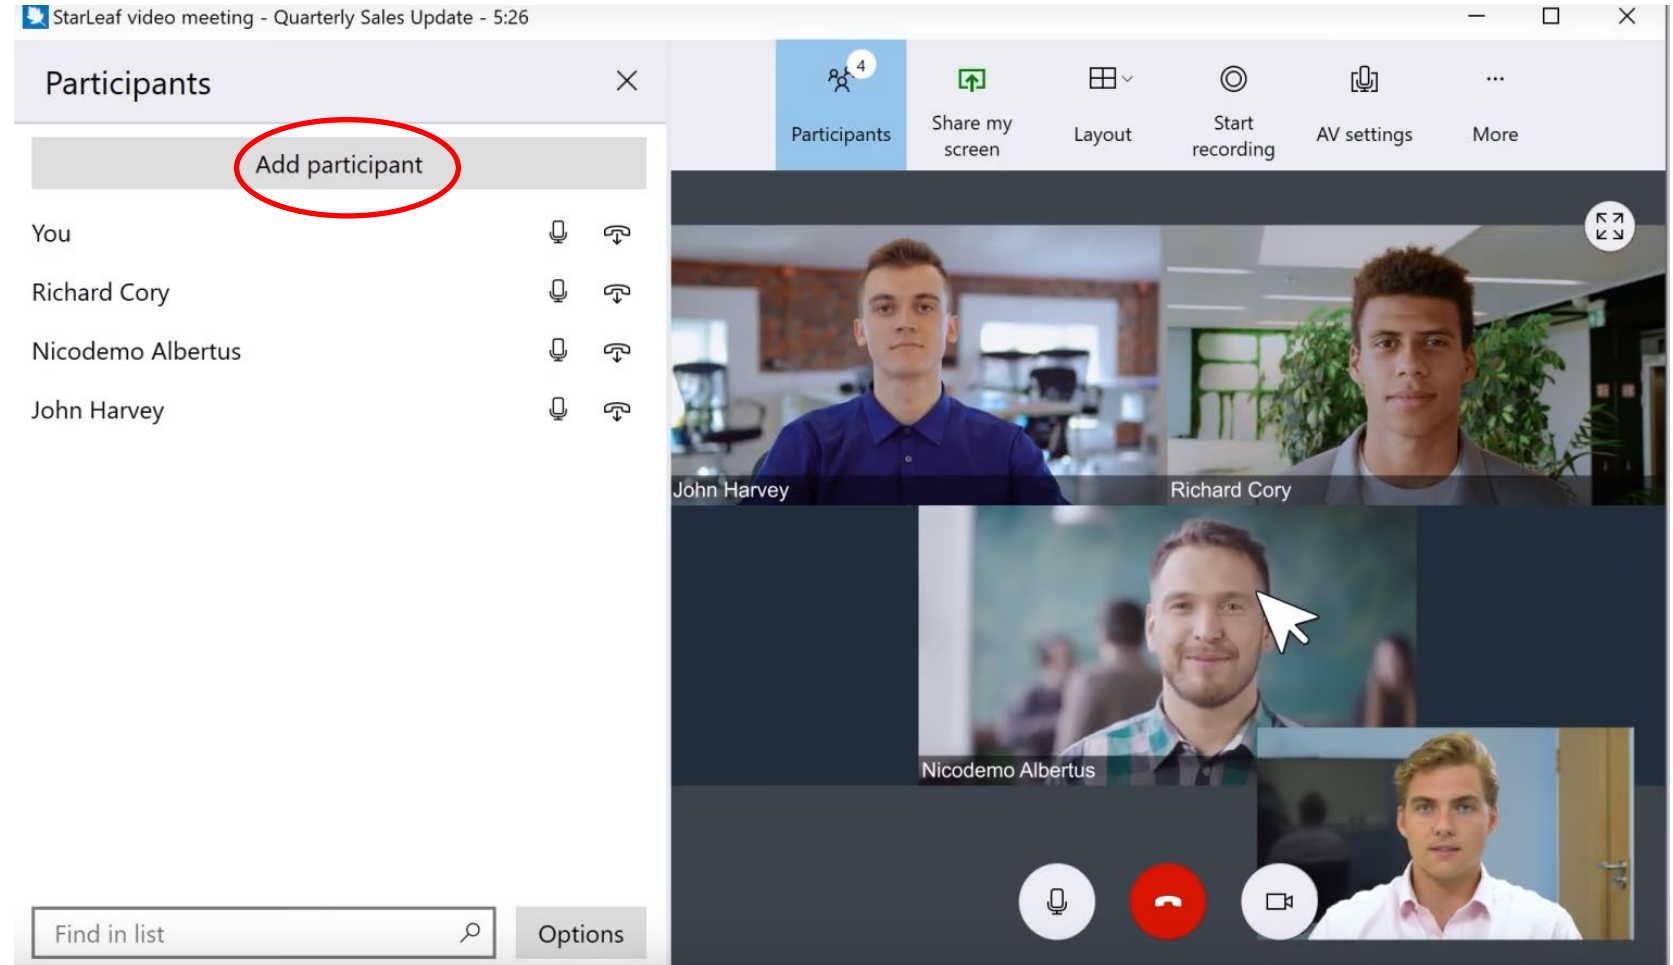 StarLeaf video meeting - Quarterly Sales Update - 5:26
Participants
Add participant
You
Richard Cory
Nicodemo Albertus
John Harvey
Find in list
Options
4
Participants
Share my
screen
Layout
Start
recording
AV settings
More
John Harvey
Richard Cory
Nicodemo Albertus